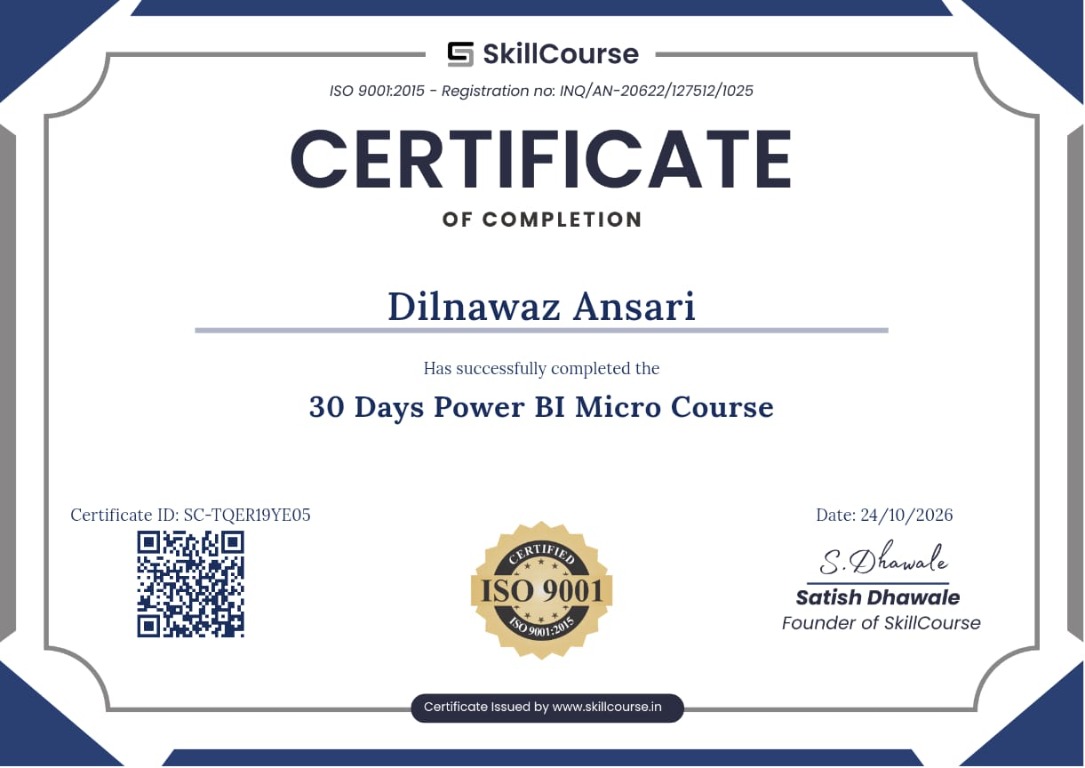 SkillCourse
ISO 9001:2015 - Registration no: INQ/AN-20622/127512/1025
CERTIFICATE
OF COMPLETION
Dilnawaz Ansari
Has successfully completed the
30 Days Power BI Micro Course
Certificate ID: SC-TQER19YE05
CERTIFIED
ISO 9001
ISO 9001:2015
Date: 24/10/2026
S. Dhawale
Satish Dhawale
Founder of SkillCourse
Certificate Issued by www.skillcourse.in